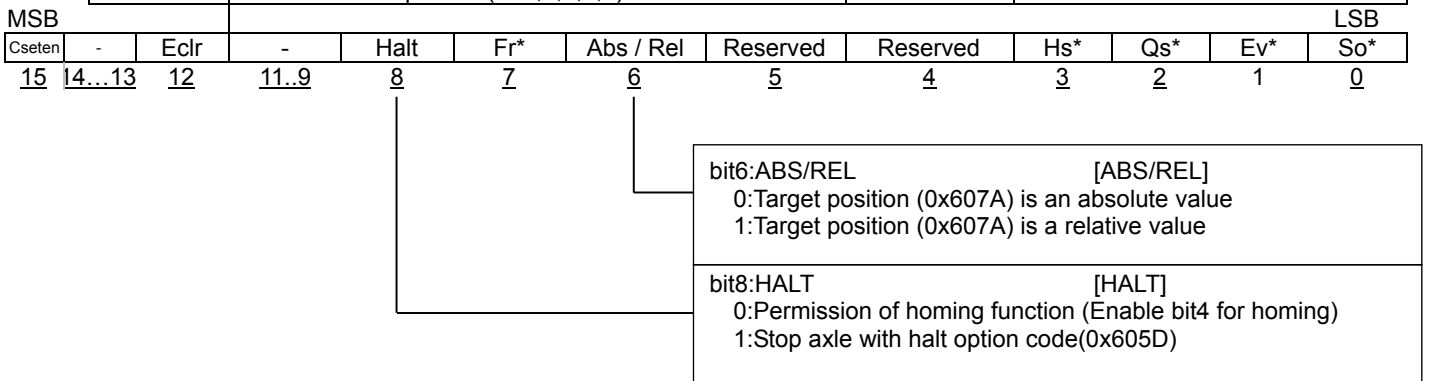 MSB LSB
Cseten - Eclr - Halt Fr* Abs / Rel Reserved Reserved Hs* Qs* Ev* So*
15 14…13 12 11..9 8 7 6 5 4 3 2 1 0
bit6:ABS/REL [ABS/REL]
0:Target position (0x607A) is an absolute value
1:Target position (0x607A) is a relative value
bit8:HALT [HALT]
0:Permission of homing function (Enable bit4 for homing)
1:Stop axle with halt option code(0x605D)